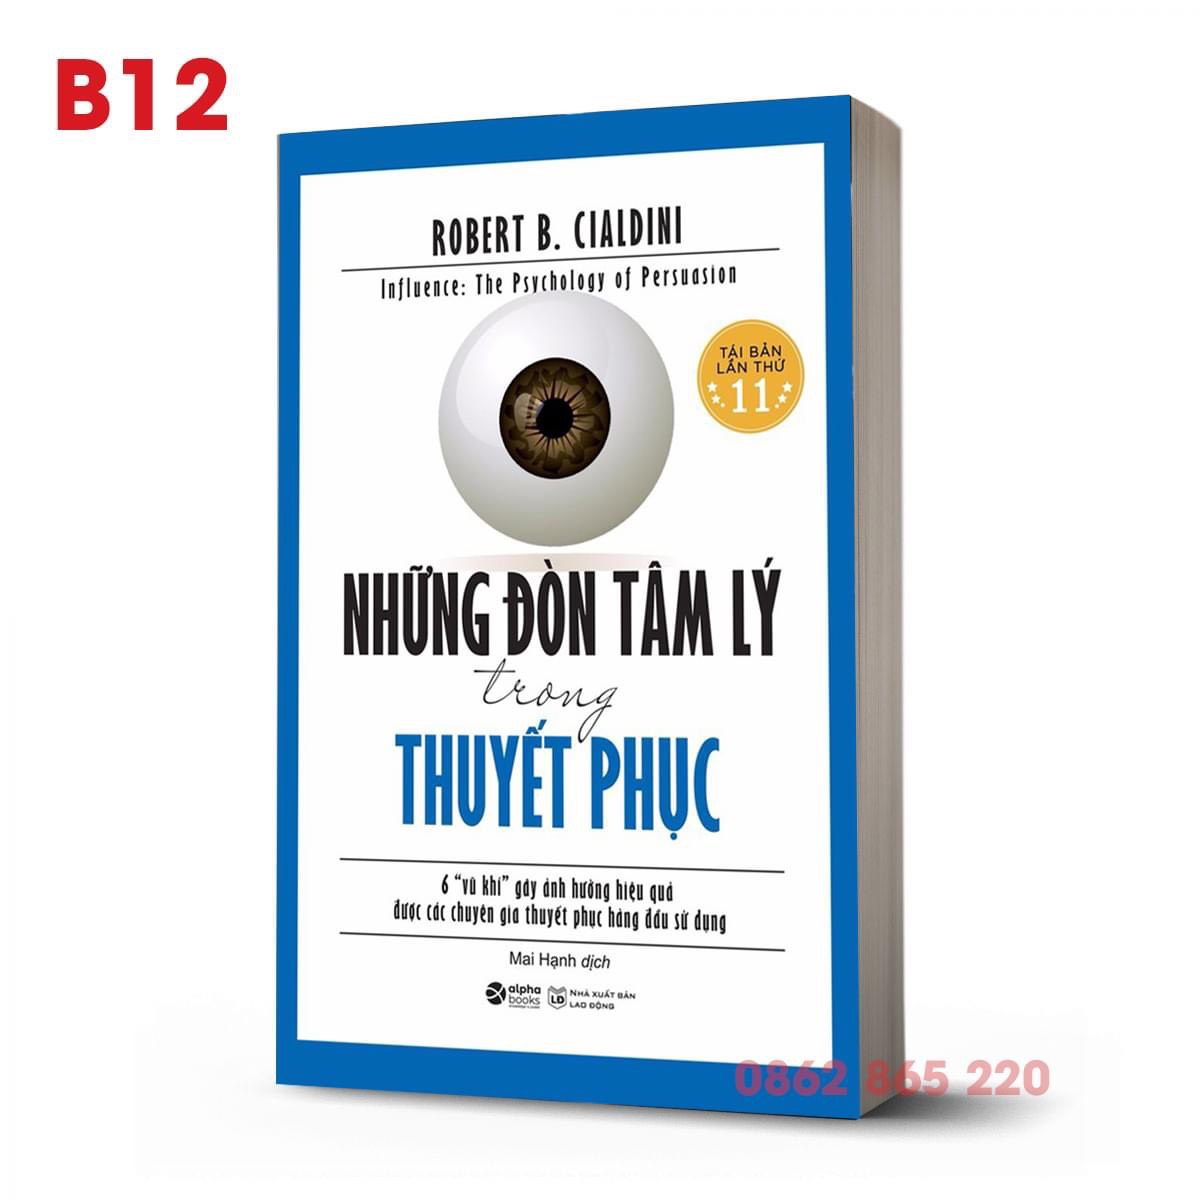 B12
ROBERT B. CIALDINI
Influence: The Psychology of Persuasion
TÁI BẢN
LẦN THỨ
11
NHỮNG ĐÒN TÂM LÝ
trong
THUYẾT PHỤC
6 “vũ khí” gây ảnh hưởng hiệu quả
được các chuyên gia thuyết phục hàng đầu sử dụng
Mai Hạnh dịch
alpha
books
LĐ
NHÀ XUẤT BẢN
LAO ĐỘNG
0862 865 220